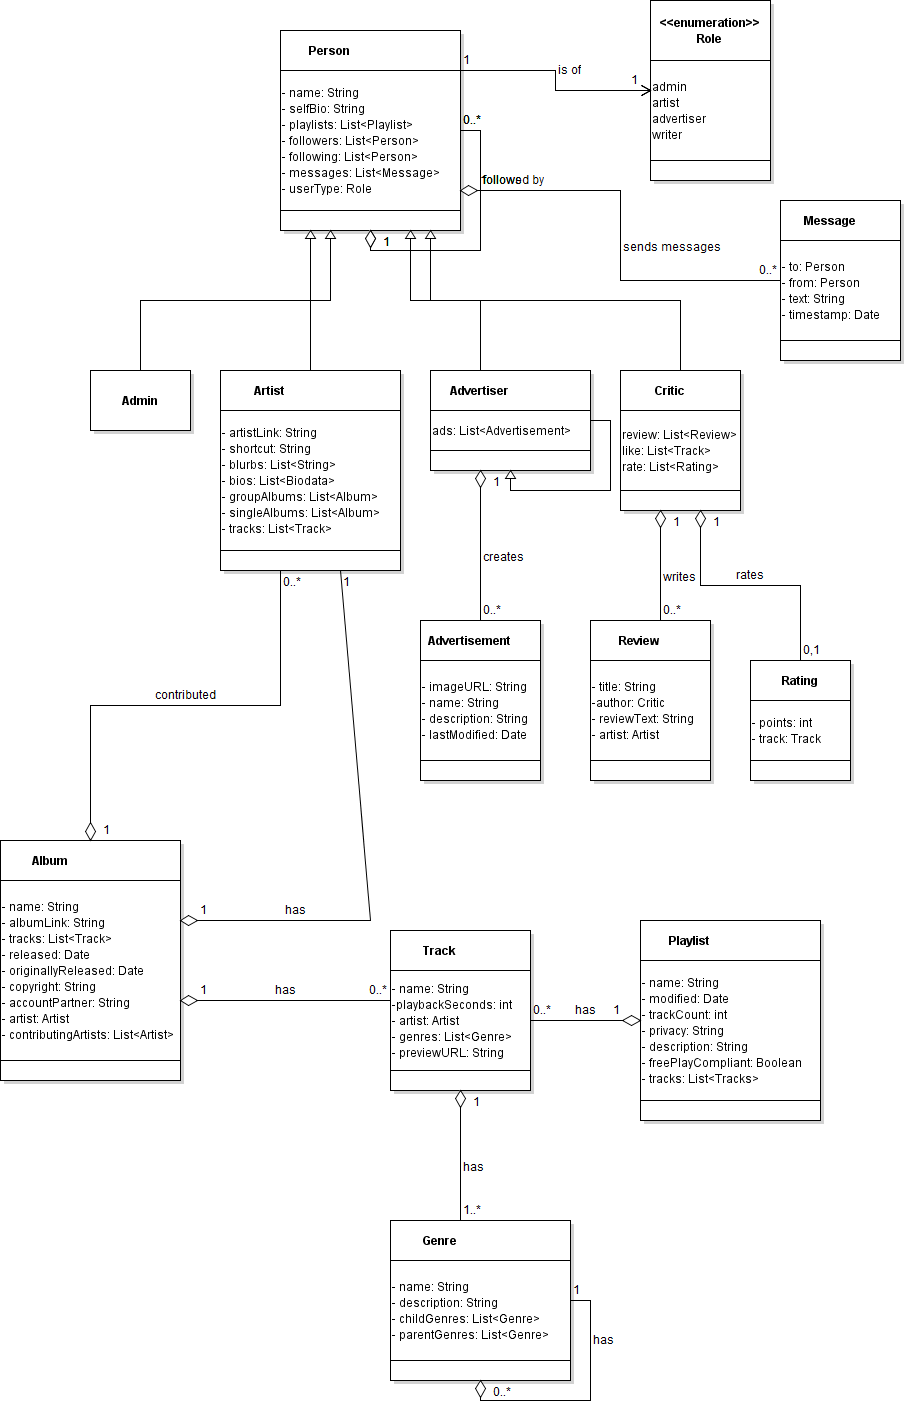 <<enumeration>>
Role
admin
artist
advertiser
writer
Person
- name: String
- selfBio: String
- playlists: List<Playlist>
- followers: List<Person>
- following: List<Person>
- messages: List<Message>
- userType: Role
1
is of
1
0..*
followed by
1
sends messages
0..*
Message
- to: Person
- from: Person
- text: String
- timestamp: Date
Admin
Artist
- artistLink: String
- shortcut: String
- blurbs: List<String>
- bios: List<Biodata>
- groupAlbums: List<Album>
- singleAlbums: List<Album>
- tracks: List<Track>
Advertiser
ads: List<Advertisement>
1
Critic
review: List<Review>
like: List<Track>
rate: List<Rating>
1
1
creates
0..*
writes
0..*
rates
0,1
0..*
1
Advertisement
- imageURL: String
- name: String
- description: String
- lastModified: Date
Review
- title: String
-author: Critic
- reviewText: String
- artist: Artist
Rating
- points: int
- track: Track
contributed
1
Album
- name: String
- albumLink: String
- tracks: List<Track>
- released: Date
- originallyReleased: Date
- copyright: String
- accountPartner: String
- artist: Artist
- contributingArtists: List<Artist>
1
has
1
has
0..*
Track
- name: String
-playbackSeconds: int
- artist: Artist
- genres: List<Genre>
- previewURL: String
0..*
has
1
Playlist
- name: String
- modified: Date
- trackCount: int
- privacy: String
- description: String
- freePlayCompliant: Boolean
- tracks: List<Tracks>
1
has
1..*
Genre
- name: String
- description: String
- childGenres: List<Genre>
- parentGenres: List<Genre>
1
has
0..*